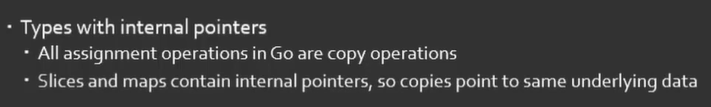 • Types with internal pointers
• All assignment operations in Go are copy operations
• Slices and maps contain internal pointers, so copies point to same underlying data